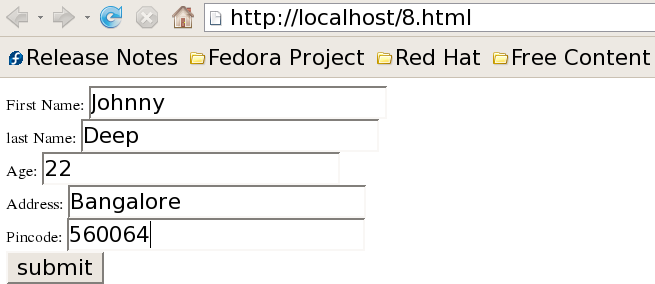 http://localhost/8.html
Release Notes Fedora Project Red Hat Free Content
First Name: Johnny
last Name: Deep
Age: 22
Address: Bangalore
Pincode: 560064
submit